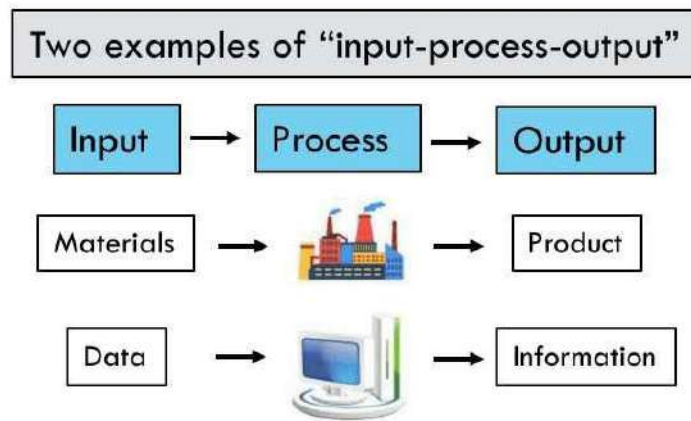 Two examples of “input-process-output”
Input Process Output
Materials Product
Data Information